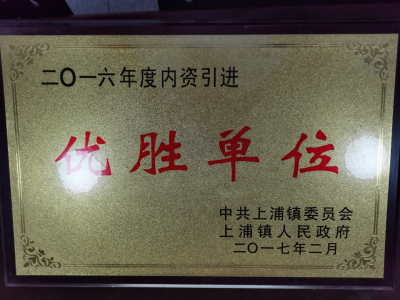 二〇一六年度内资引进
优胜单位
中共上浦镇委员会
上浦镇人民政府
二〇一七年二月